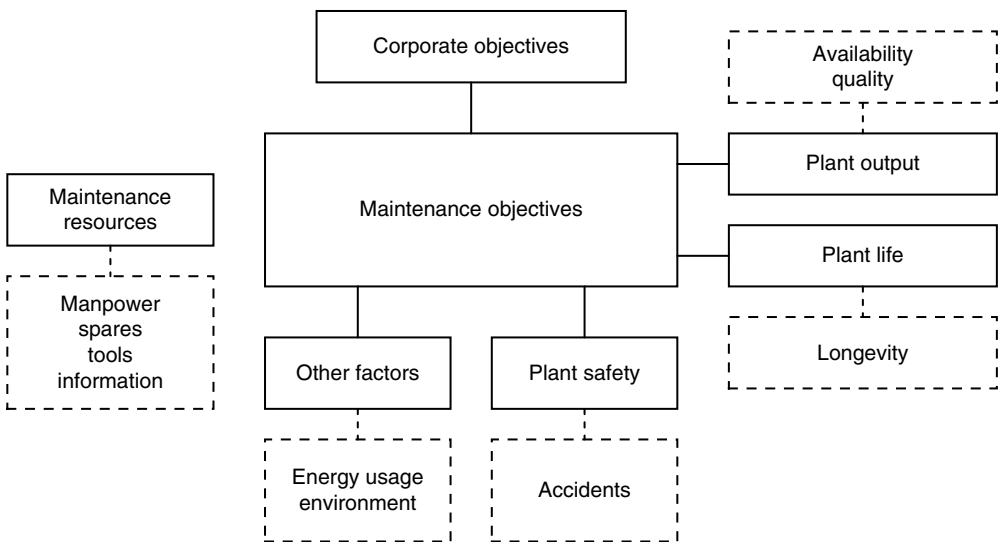 Corporate objectives
Availability
quality
Plant output
Maintenance objectives
Maintenance
resources
Plant life
Manpower
spares
tools
information
Other factors
Plant safety
Longevity
Energy usage
environment
Accidents